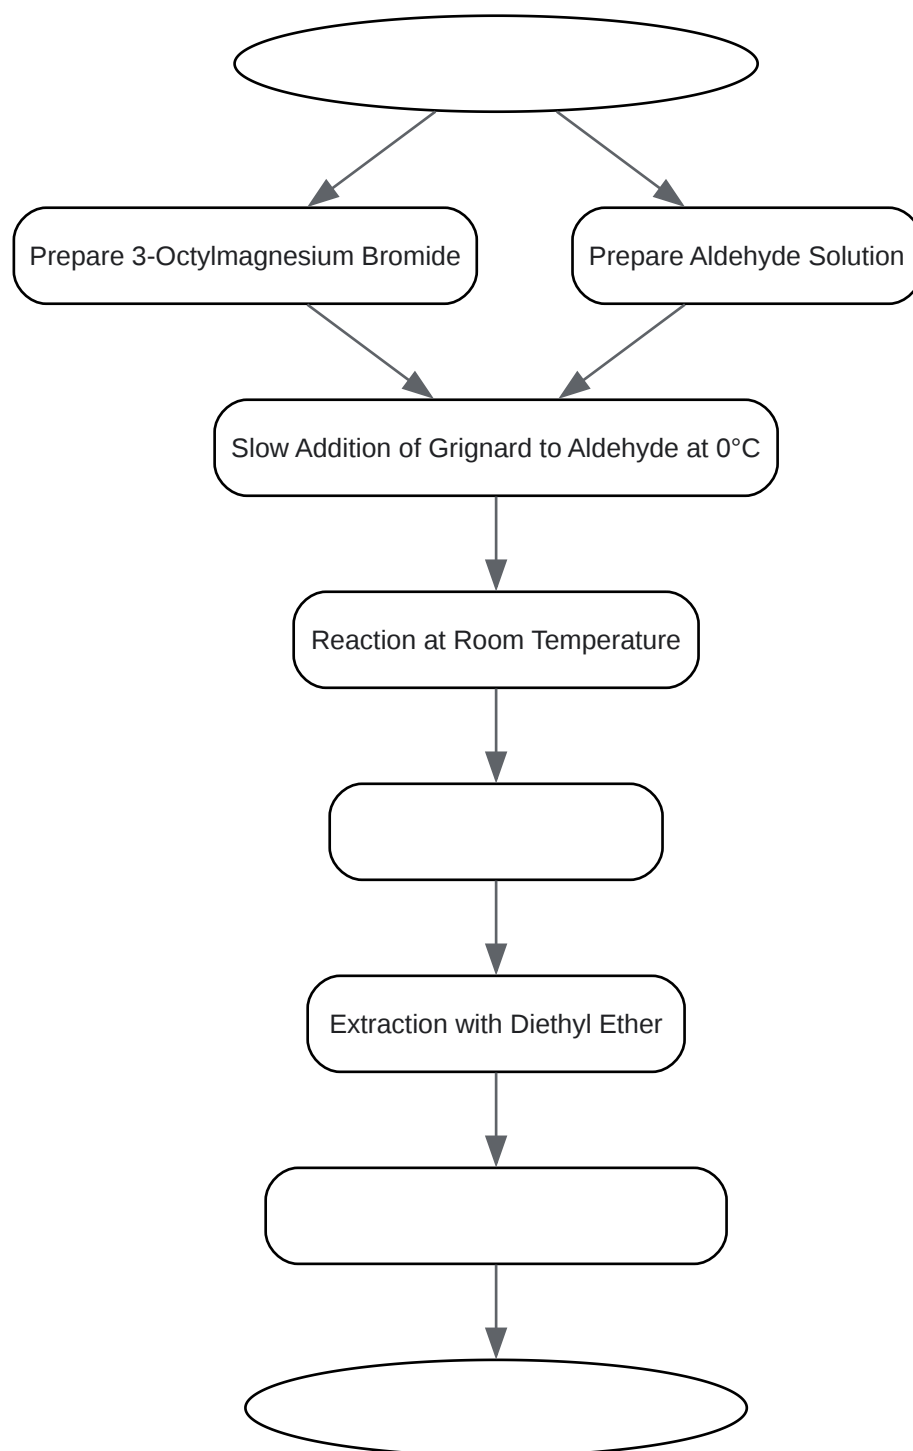 Prepare 3-Octylmagnesium Bromide
Prepare Aldehyde Solution
Slow Addition of Grignard to Aldehyde at 0°C
Reaction at Room Temperature
Extraction with Diethyl Ether